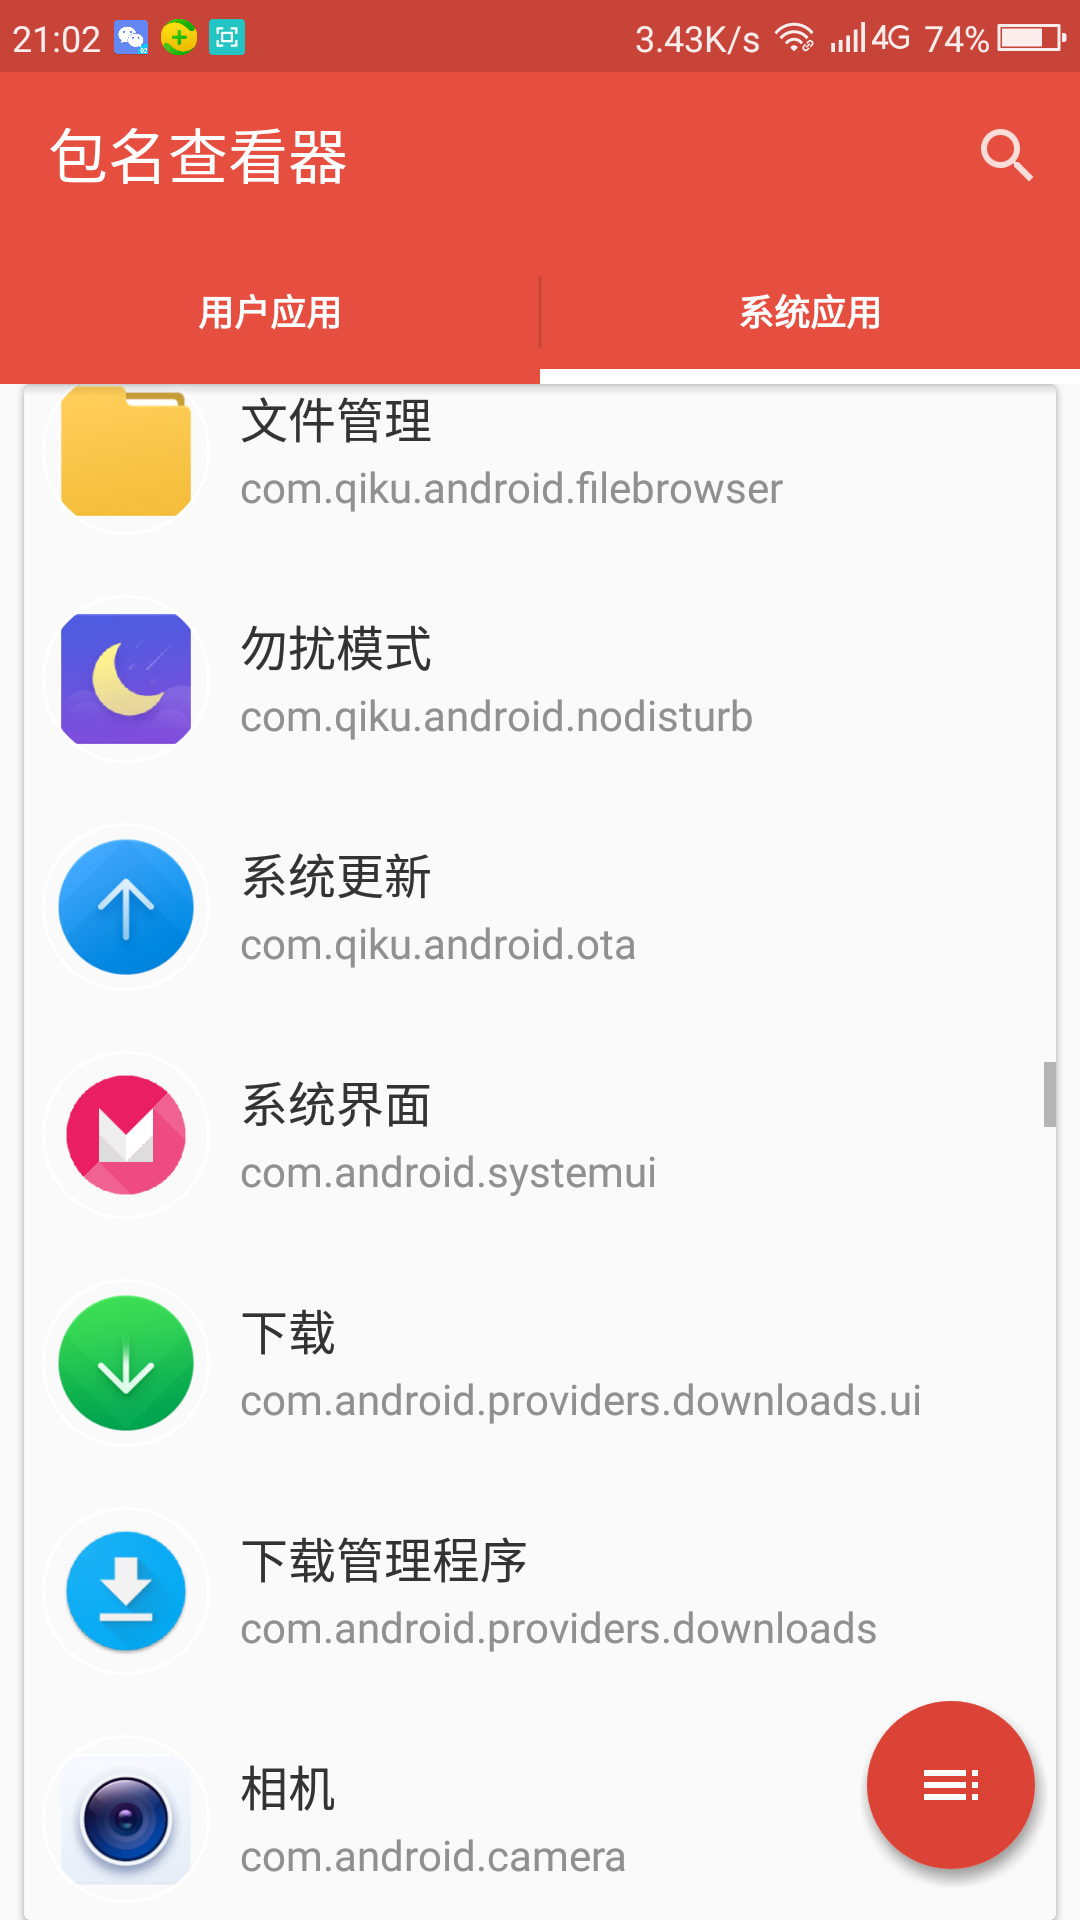 21:02 3.43K/s 4G 74%
包名查看器
用户应用 系统应用
文件管理
com.qiku.android.filebrowser
勿扰模式
com.qiku.android.nodisturb
系统更新
com.qiku.android.ota
系统界面
com.android.systemui
下载
com.android.providers.downloads.ui
下载管理程序
com.android.providers.downloads
相机
com.android.camera